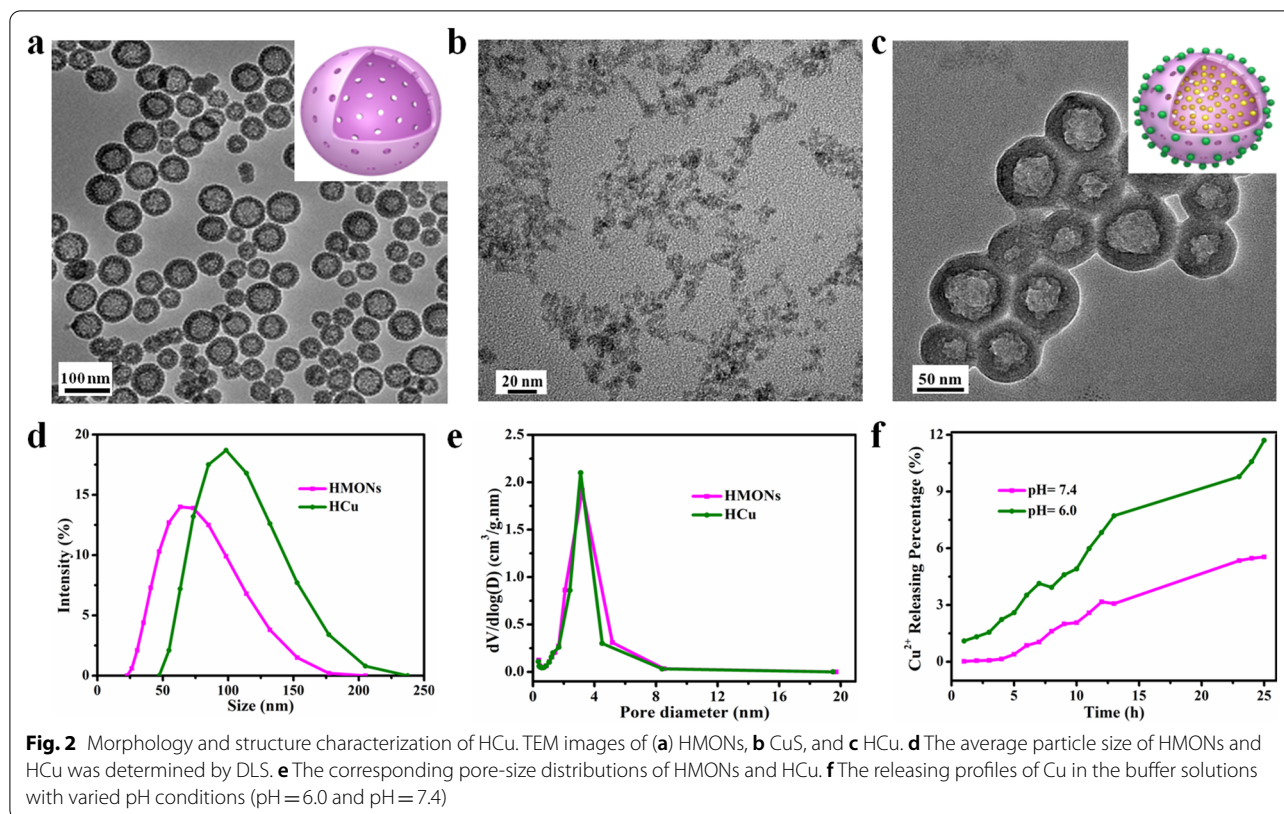 a
b
c
100 nm
20 nm
50 nm
d
Intensity (%)
20
15
10
5
0
0
50
100
150
200
250
Size (nm)
HMONs
HCu
e
dV/dlog(D) (cm³/g.nm)
2.5
2.0
1.5
1.0
0.5
0.0
0
4
8
12
16
20
Pore diameter (nm)
HMONs
HCu
f
Cu²⁺ Releasing Percentage (%)
12
9
6
3
0
0
5
10
15
20
25
Time (h)
pH= 7.4
pH= 6.0
Fig. 2 Morphology and structure characterization of HCu. TEM images of (a) HMONs, b CuS, and c HCu. d The average particle size of HMONs and
HCu was determined by DLS. e The corresponding pore-size distributions of HMONs and HCu. f The releasing profiles of Cu in the buffer solutions
with varied pH conditions (pH = 6.0 and pH = 7.4)